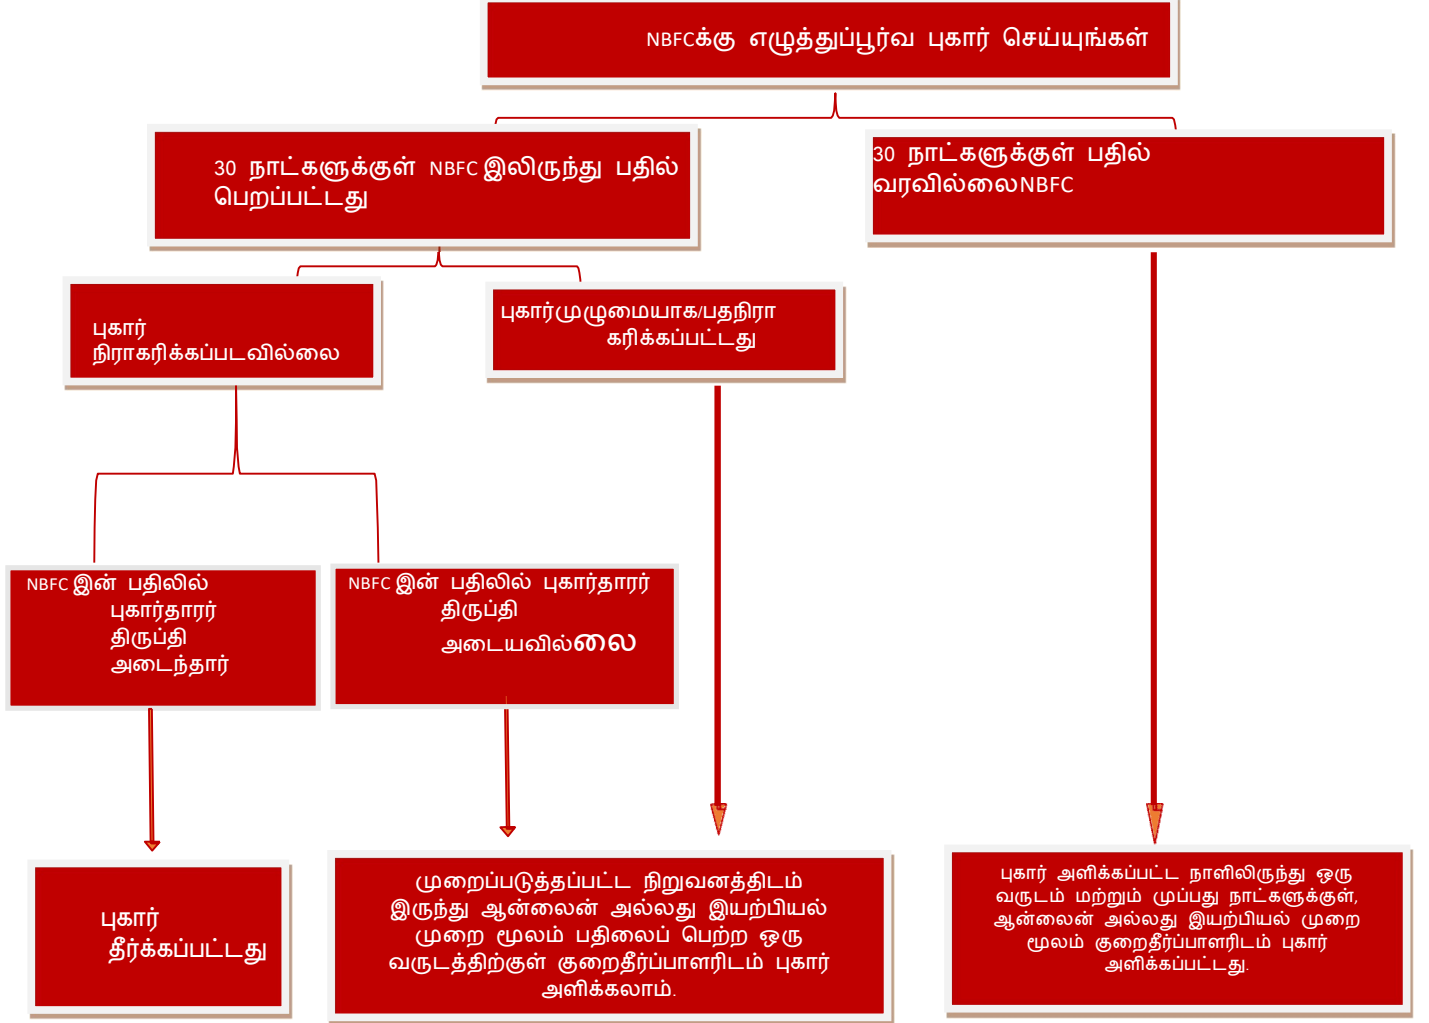 NBFCக்கு எழுத்துப்பூர்வ புகார் செய்யுங்கள்
30 நாட்களுக்குள் NBFC இலிருந்து பதில்
பெறப்பட்டது
30 நாட்களுக்குள் பதில்
வரவில்லைNBFC
புகார்
நிராகரிக்கப்படவில்லை
புகார்முழுமையாக/பதநிரா
கரிக்கப்பட்டது
NBFC இன் பதிலில்
புகார்தாரர்
திருப்தி
அடைந்தார்
NBFC இன் பதிலில் புகார்தாரர்
திருப்தி
அடையவில்லை
புகார்
தீர்க்கப்பட்டது
முறைப்படுத்தப்பட்ட நிறுவனத்திடம்
இருந்து ஆன்லைன் அல்லது இயற்பியல்
முறை மூலம் பதிலைப் பெற்ற ஒரு
வருடத்திற்குள் குறைதீர்ப்பாளரிடம் புகார்
அளிக்கலாம்.
புகார் அளிக்கப்பட்ட நாளிலிருந்து ஒரு
வருடம் மற்றும் முப்பது நாட்களுக்குள்,
ஆன்லைன் அல்லது இயற்பியல் முறை
மூலம் குறைதீர்ப்பாளரிடம் புகார்
அளிக்கப்பட்டது.